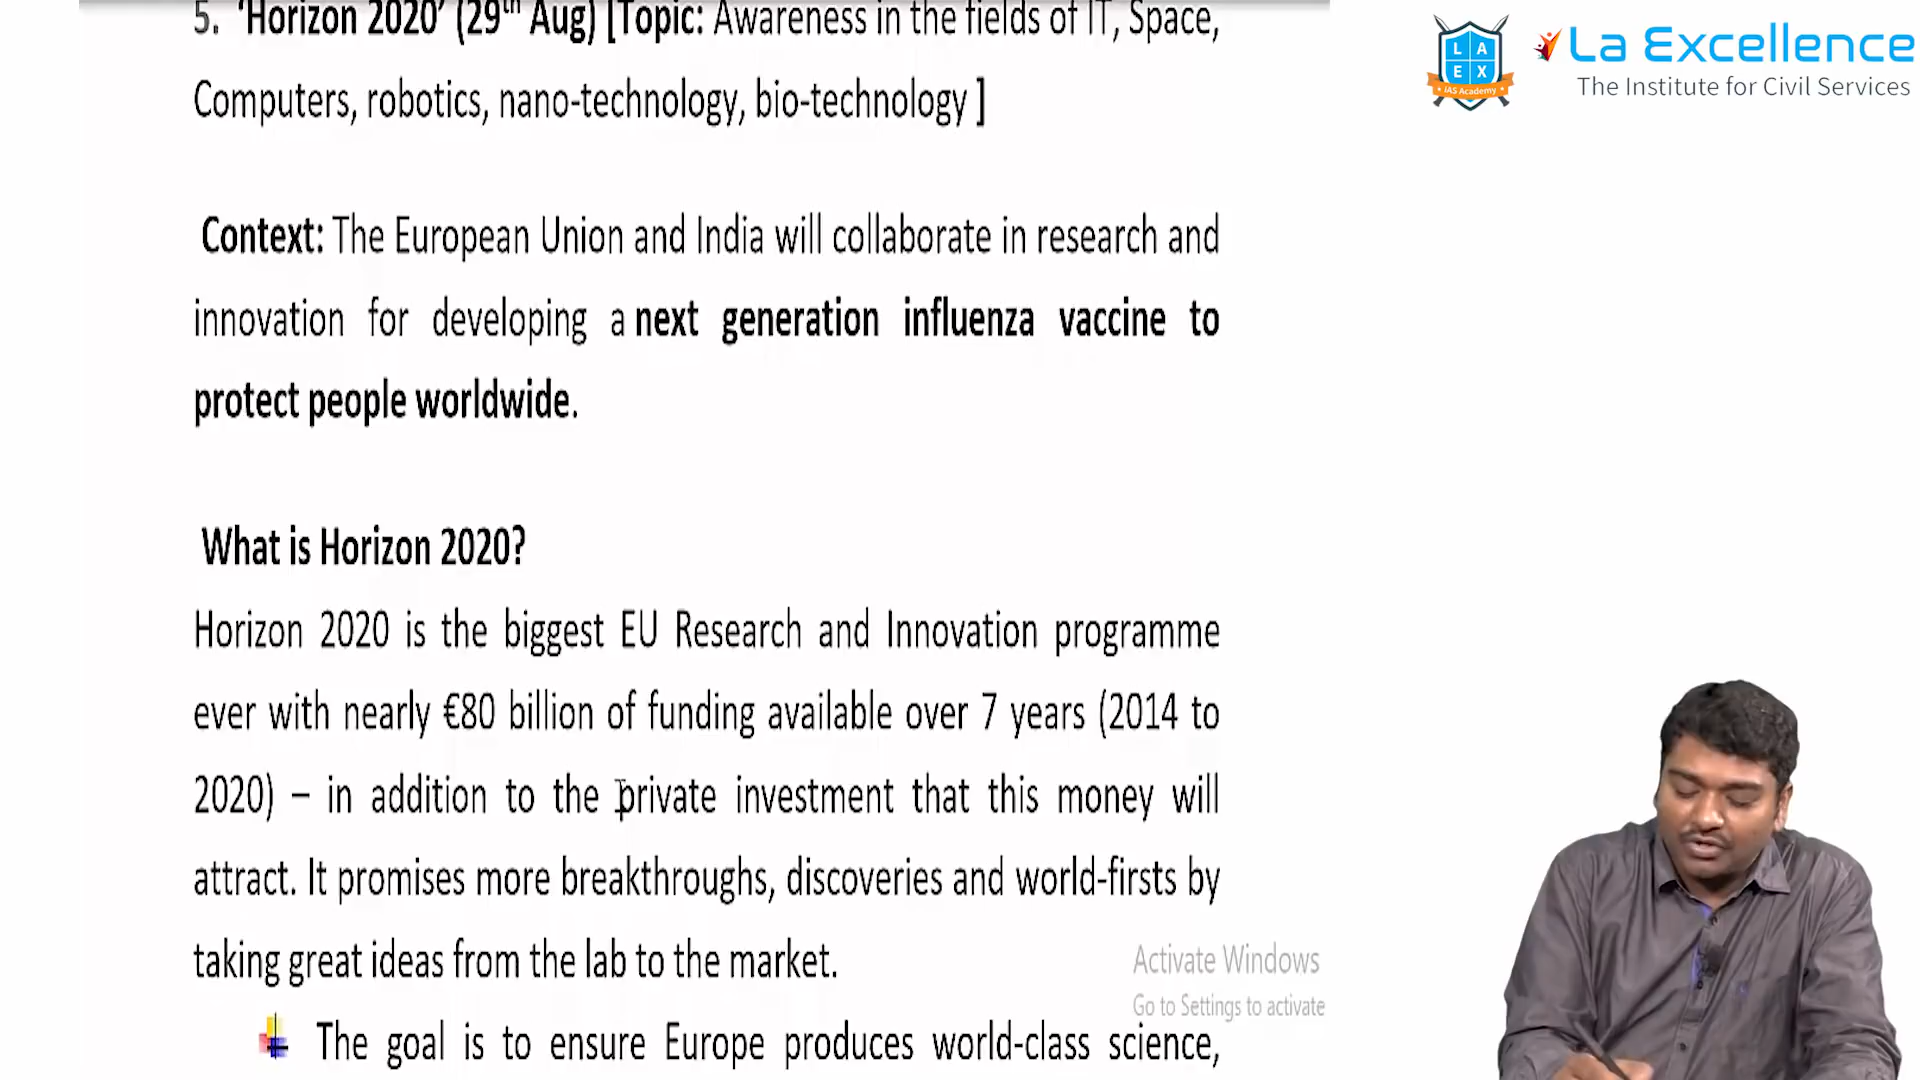 5. 'Horizon 2020' (29th Aug) [Topic: Awareness in the fields of IT, Space,
Computers, robotics, nano-technology, bio-technology ]
Context: The European Union and India will collaborate in research and
innovation for developing a next generation influenza vaccine to
protect people worldwide.
What is Horizon 2020?
Horizon 2020 is the biggest EU Research and Innovation programme
ever with nearly €80 billion of funding available over 7 years (2014 to
2020) – in addition to the private investment that this money will
attract. It promises more breakthroughs, discoveries and world-firsts by
taking great ideas from the lab to the market.
The goal is to ensure Europe produces world-class science,
L A
E X
IAS Academy
La Excellence
The Institute for Civil Services
Activate Windows
Go to Settings to activate